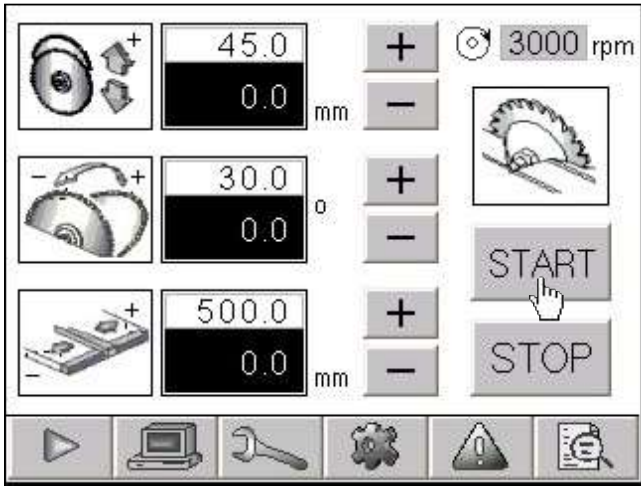 45.0 + 3000 rpm
+
0.0 mm −
− + 30.0 +
0.0 ° −
START
500.0 +
+
− 0.0 mm − STOP